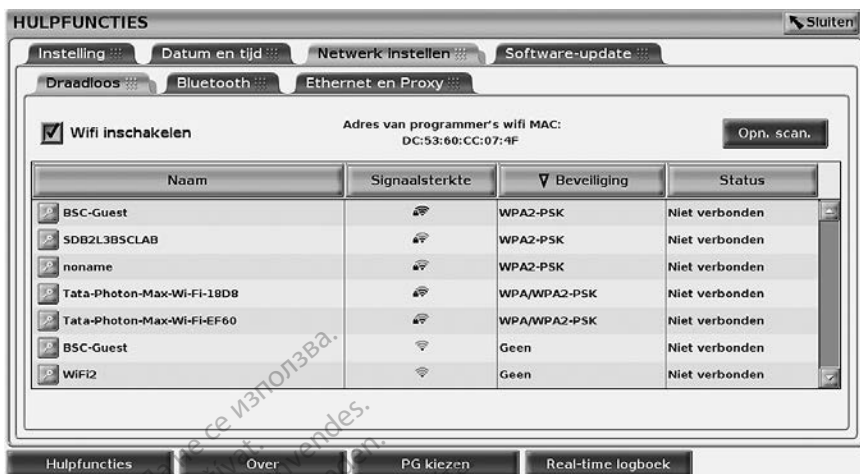 HULPFUNCTIES
Sluiten
Instelling Datum en tijd Netwerk instellen Software-update
Draadloos Bluetooth Ethernet en Proxy
Wifi inschakelen
Adres van programmer's wifi MAC:
DC:53:60:CC:07:4F
Opn. scan.
Naam Signaalsterkte Beveiliging Status
BSC-Guest WPA2-PSK Niet verbonden
SDB2L3BSCLAB WPA2-PSK Niet verbonden
noname WPA2-PSK Niet verbonden
Tata-Photon-Max-Wi-Fi-18D8 WPA/WPA2-PSK Niet verbonden
Tata-Photon-Max-Wi-Fi-EF60 WPA/WPA2-PSK Niet verbonden
BSC-Guest Geen Niet verbonden
WiFi2 Geen Niet verbonden
се използва.
Hulpfuncties Over PG kiezen Real-time logboek